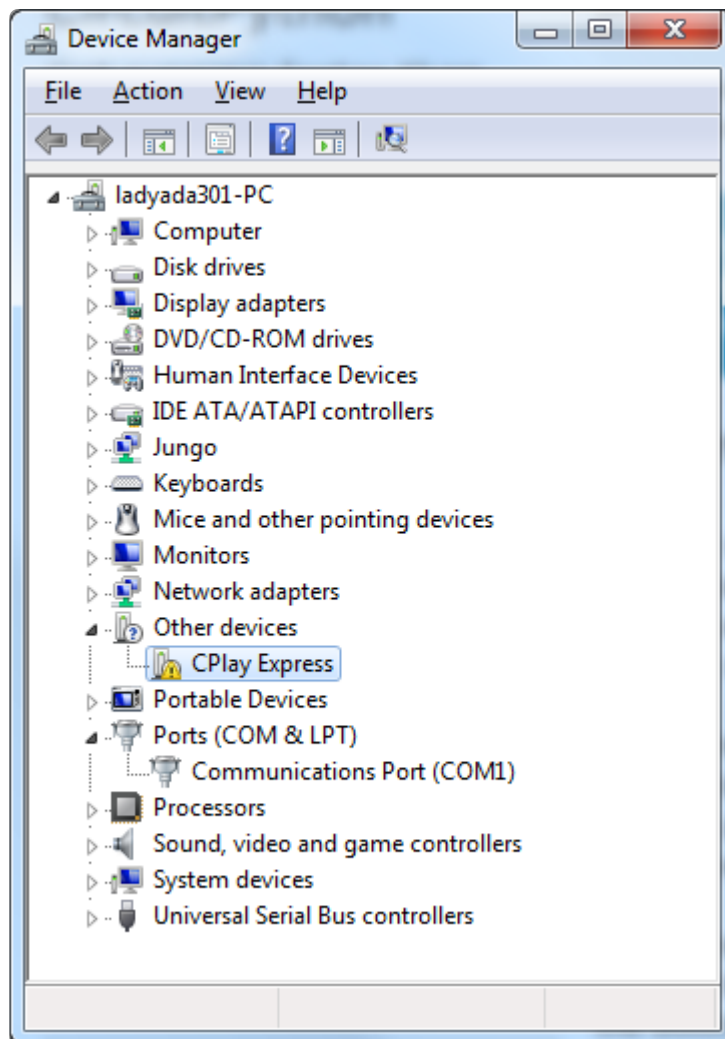 Device Manager
File Action View Help
ladyada301-PC
Computer
Disk drives
Display adapters
DVD/CD-ROM drives
Human Interface Devices
IDE ATA/ATAPI controllers
Jungo
Keyboards
Mice and other pointing devices
Monitors
Network adapters
Other devices
CPlay Express
Portable Devices
Ports (COM & LPT)
Communications Port (COM1)
Processors
Sound, video and game controllers
System devices
Universal Serial Bus controllers